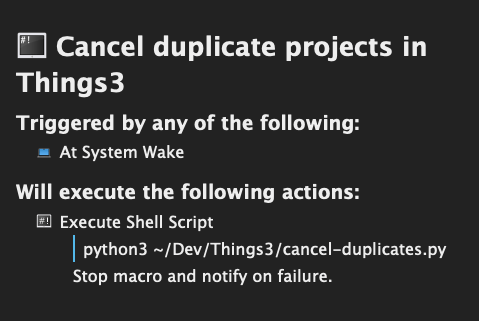 #! Cancel duplicate projects in
Things3
Triggered by any of the following:
At System Wake
Will execute the following actions:
#! Execute Shell Script
python3 ~/Dev/Things3/cancel-duplicates.py
Stop macro and notify on failure.